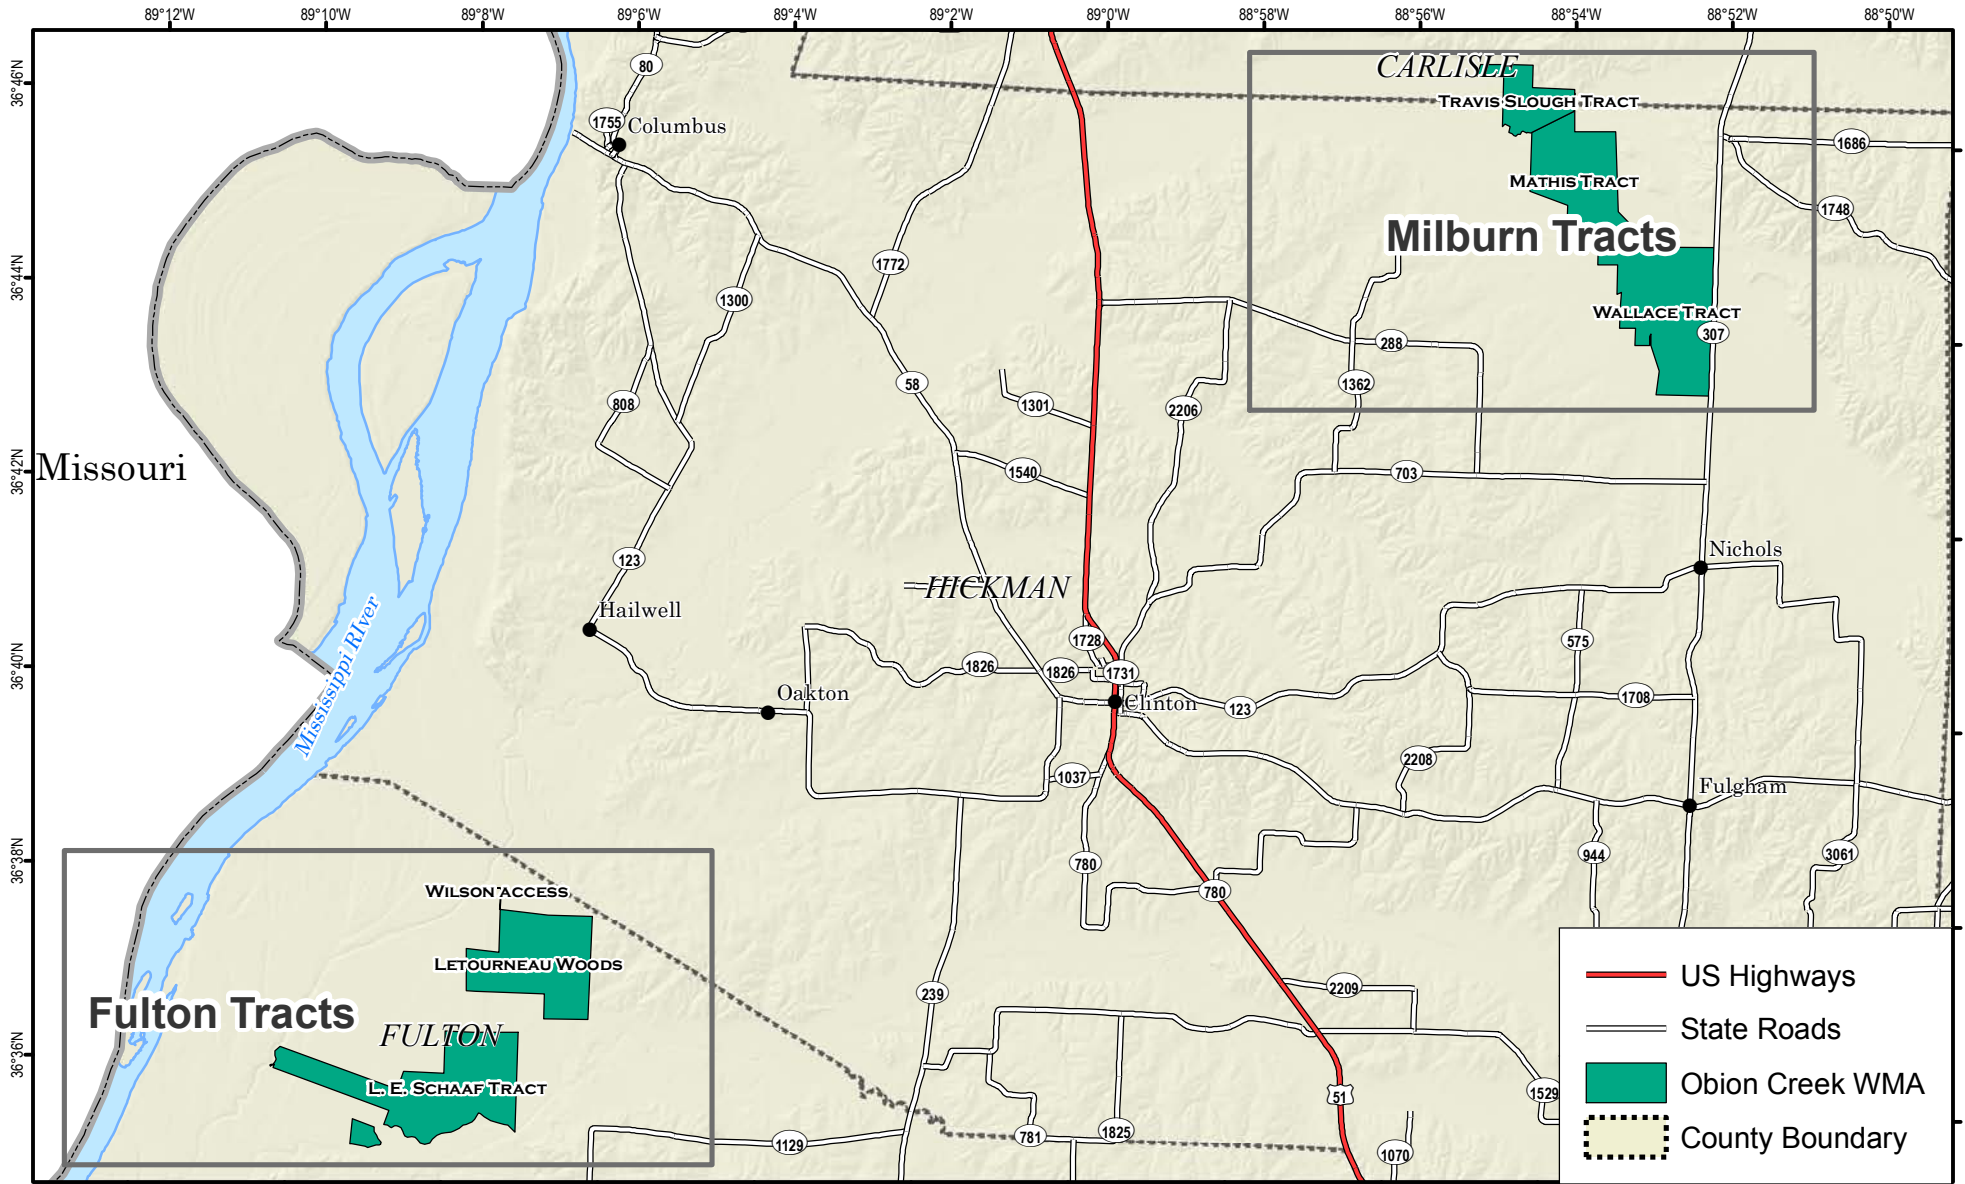 89°12'W
89°10'W
89°8'W
89°6'W
89°4'W
89°2'W
89°0'W
88°58'W
88°56'W
88°54'W
88°52'W
88°50'W
36°46'N
36°44'N
36°42'N
36°40'N
36°38'N
36°36'N
80
CARLISLE
Travis Slough Tract
1755
Columbus
1686
Mathis Tract
1748
Milburn Tracts
1772
1300
Wallace Tract
307
288
58
1362
808
1301
2206
Missouri
1540
703
123
Nichols
HICKMAN
Hailwell
Mississippi RIver
1728
575
1826
1826
1731
Oakton
Clinton
123
1708
1037
2208
Fulgham
780
944
3061
780
Wilson access
Letourneau Woods
Fulton Tracts
FULTON
L. E. Schaaf Tract
239
2209
51
1529
1129
781
1825
1070
US Highways
State Roads
Obion Creek WMA
County Boundary